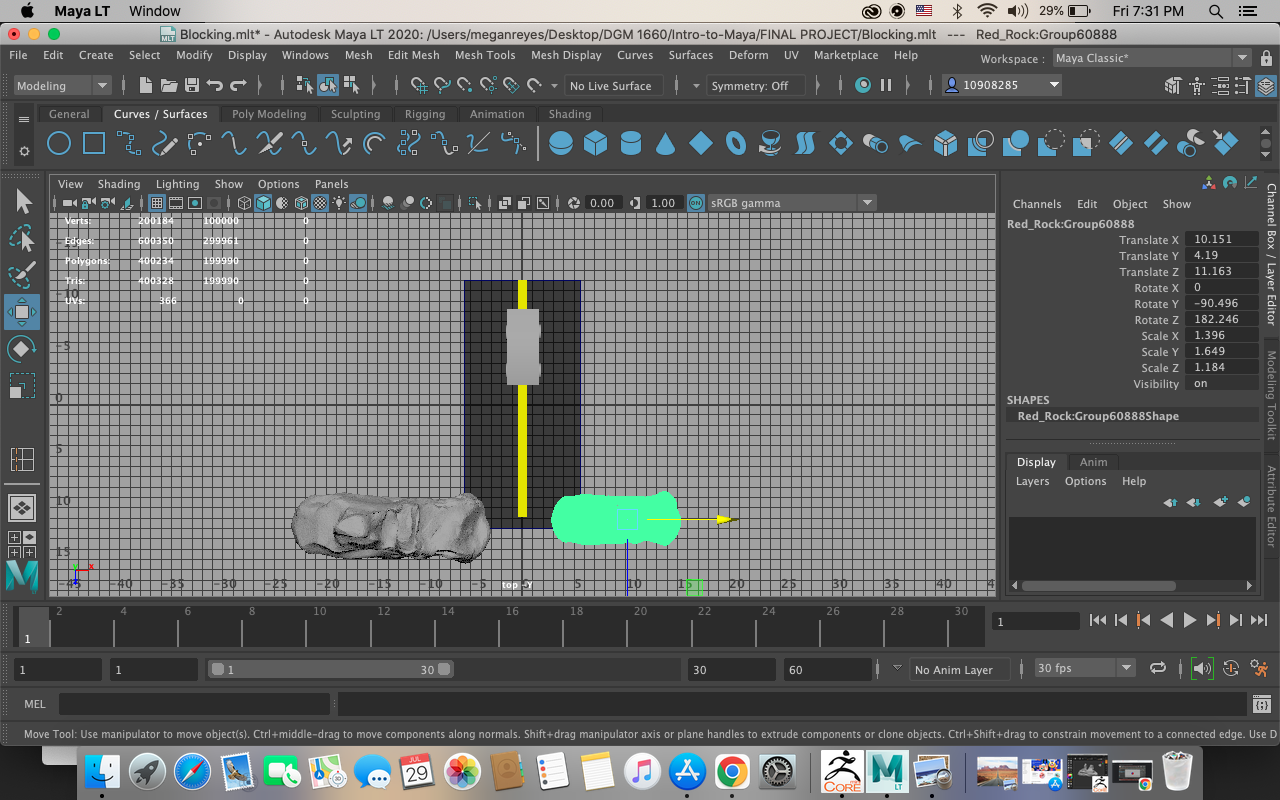 Maya LT Window 29% Fri 7:31 PM
Blocking.mlt* - Autodesk Maya LT 2020: /Users/meganreyes/Desktop/DGM 1660/Intro-to-Maya/FINAL PROJECT/Blocking.mlt --- Red_Rock:Group60888
File Edit Create Select Modify Display Windows Mesh Edit Mesh Mesh Tools Mesh Display Curves Surfaces Deform UV Marketplace Help Workspace : Maya Classic*
Modeling No Live Surface Symmetry: Off 10908285
General Curves / Surfaces Poly Modeling Sculpting Rigging Animation Shading
View Shading Lighting Show Options Panels
0.00 1.00 ON sRGB gamma
Channels Edit Object Show
Red_Rock:Group60888
Translate X 10.151
Translate Y 4.19
Translate Z 11.163
Rotate X 0
Rotate Y -90.496
Rotate Z 182.246
Scale X 1.396
Scale Y 1.649
Scale Z 1.184
Visibility on
SHAPES
Red_Rock:Group60888Shape
Display Anim
Layers Options Help
Channel Box / Layer Editor
Modeling Toolkit
Attribute Editor
Verts: 200184 100000 0
Edges: 600350 299961 0
Polygons: 400234 199990 0
Tris: 400328 199990 0
UVs: 366 0 0
-10
-5
0
5
10
15
-45 -40 -35 -30 -25 -20 -15 -10 -5 top -Y 5 10 15 20 25 30 35 40 4
x
LT
1 2 4 6 8 10 12 14 16 18 20 22 24 26 28 30 1
1 1 1 30 30 60 No Anim Layer 30 fps
MEL
Move Tool: Use manipulator to move object(s). Ctrl+middle-drag to move components along normals. Shift+drag manipulator axis or plane handles to extrude components or clone objects. Ctrl+Shift+drag to constrain movement to a connected edge. Use D
JUL
29
CORE
M
LT